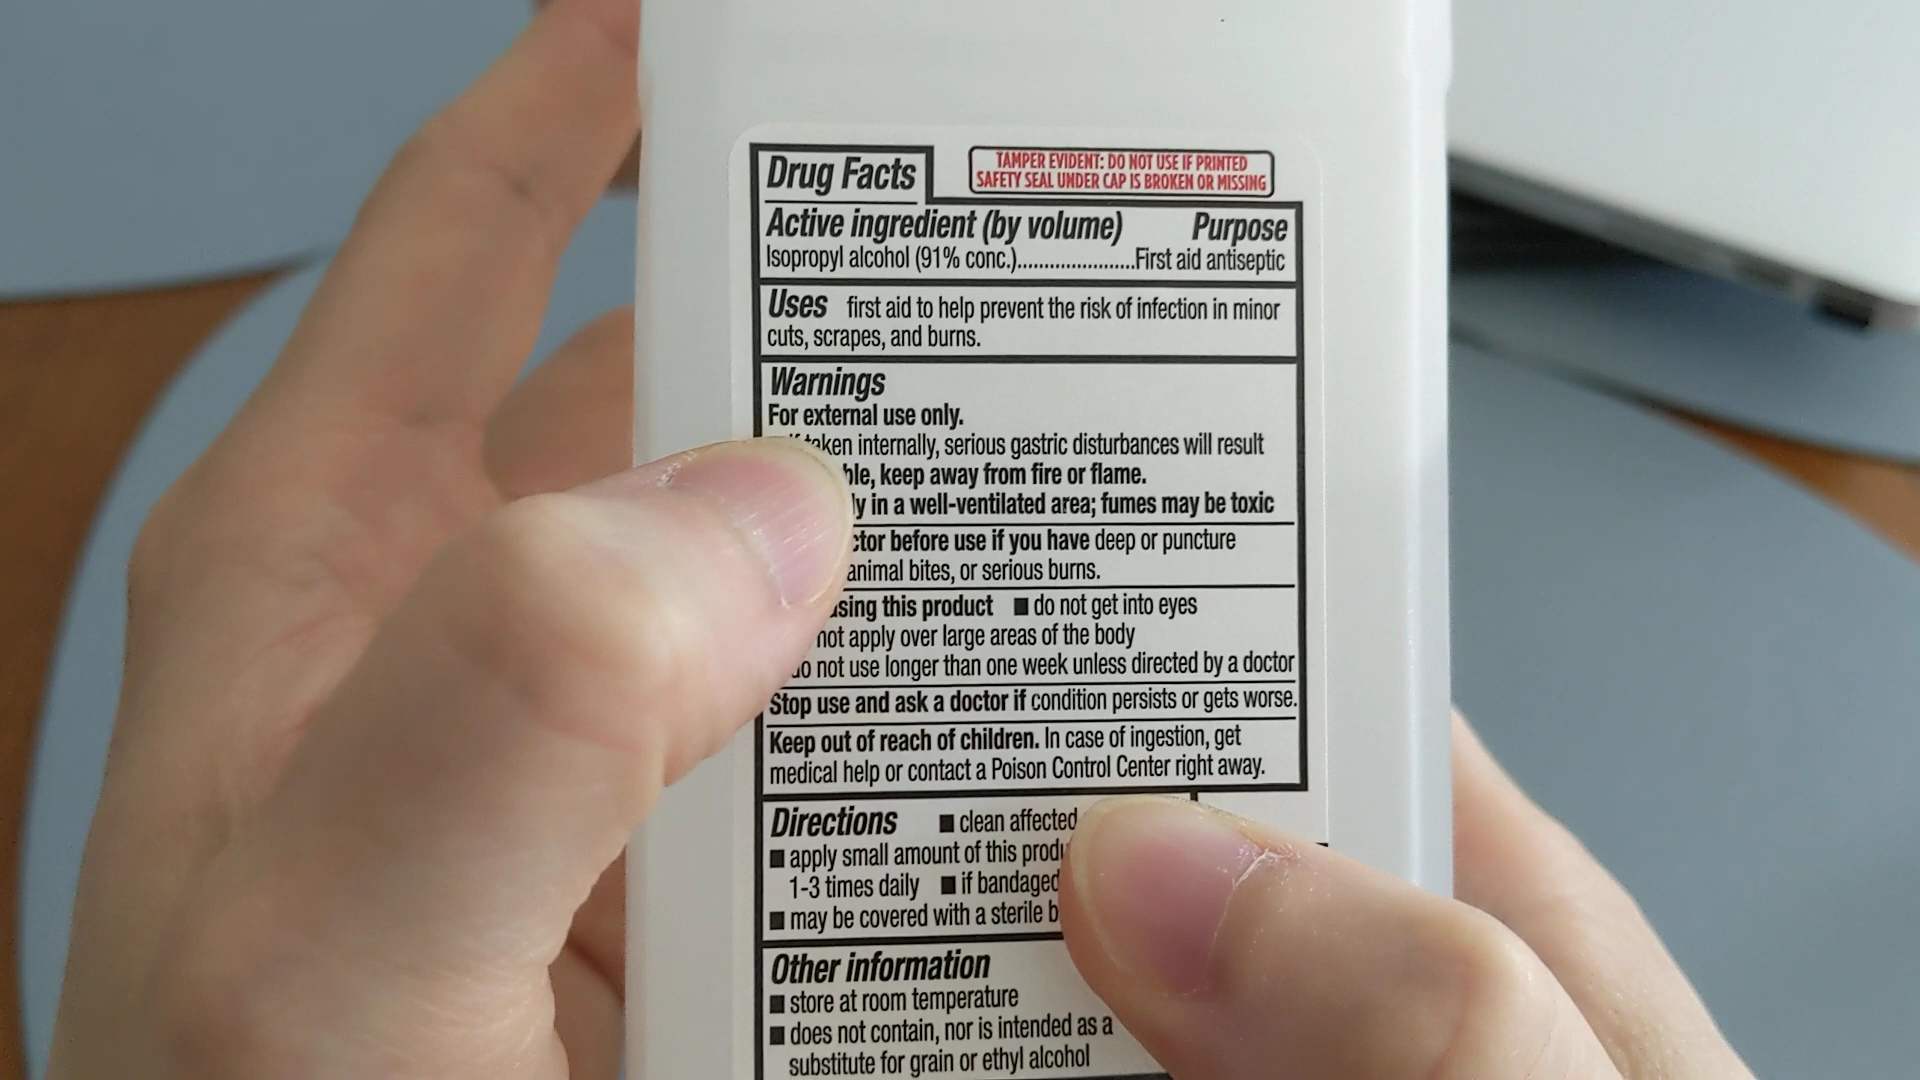 Drug Facts
TAMPER EVIDENT: DO NOT USE IF PRINTED
SAFETY SEAL UNDER CAP IS BROKEN OR MISSING
Active ingredient (by volume) Purpose
Isopropyl alcohol (91% conc.)......................First aid antiseptic
Uses first aid to help prevent the risk of infection in minor
cuts, scrapes, and burns.
Warnings
For external use only.
internally, serious gastric disturbances will result
keep away from fire or flame.
in a well-ventilated area; fumes may be toxic
before use if you have deep or puncture
animal bites, or serious burns.
this product ■ do not get into eyes
not apply over large areas of the body
not use longer than one week unless directed by a doctor
Stop use and ask a doctor if condition persists or gets worse.
Keep out of reach of children. In case of ingestion, get
medical help or contact a Poison Control Center right away.
Directions ■ clean affected
■ apply small amount of this
1-3 times daily ■ if bandaged
■ may be covered with a sterile
Other information
■ store at room temperature
■ does not contain, nor is intended as a
substitute for grain or ethyl alcohol